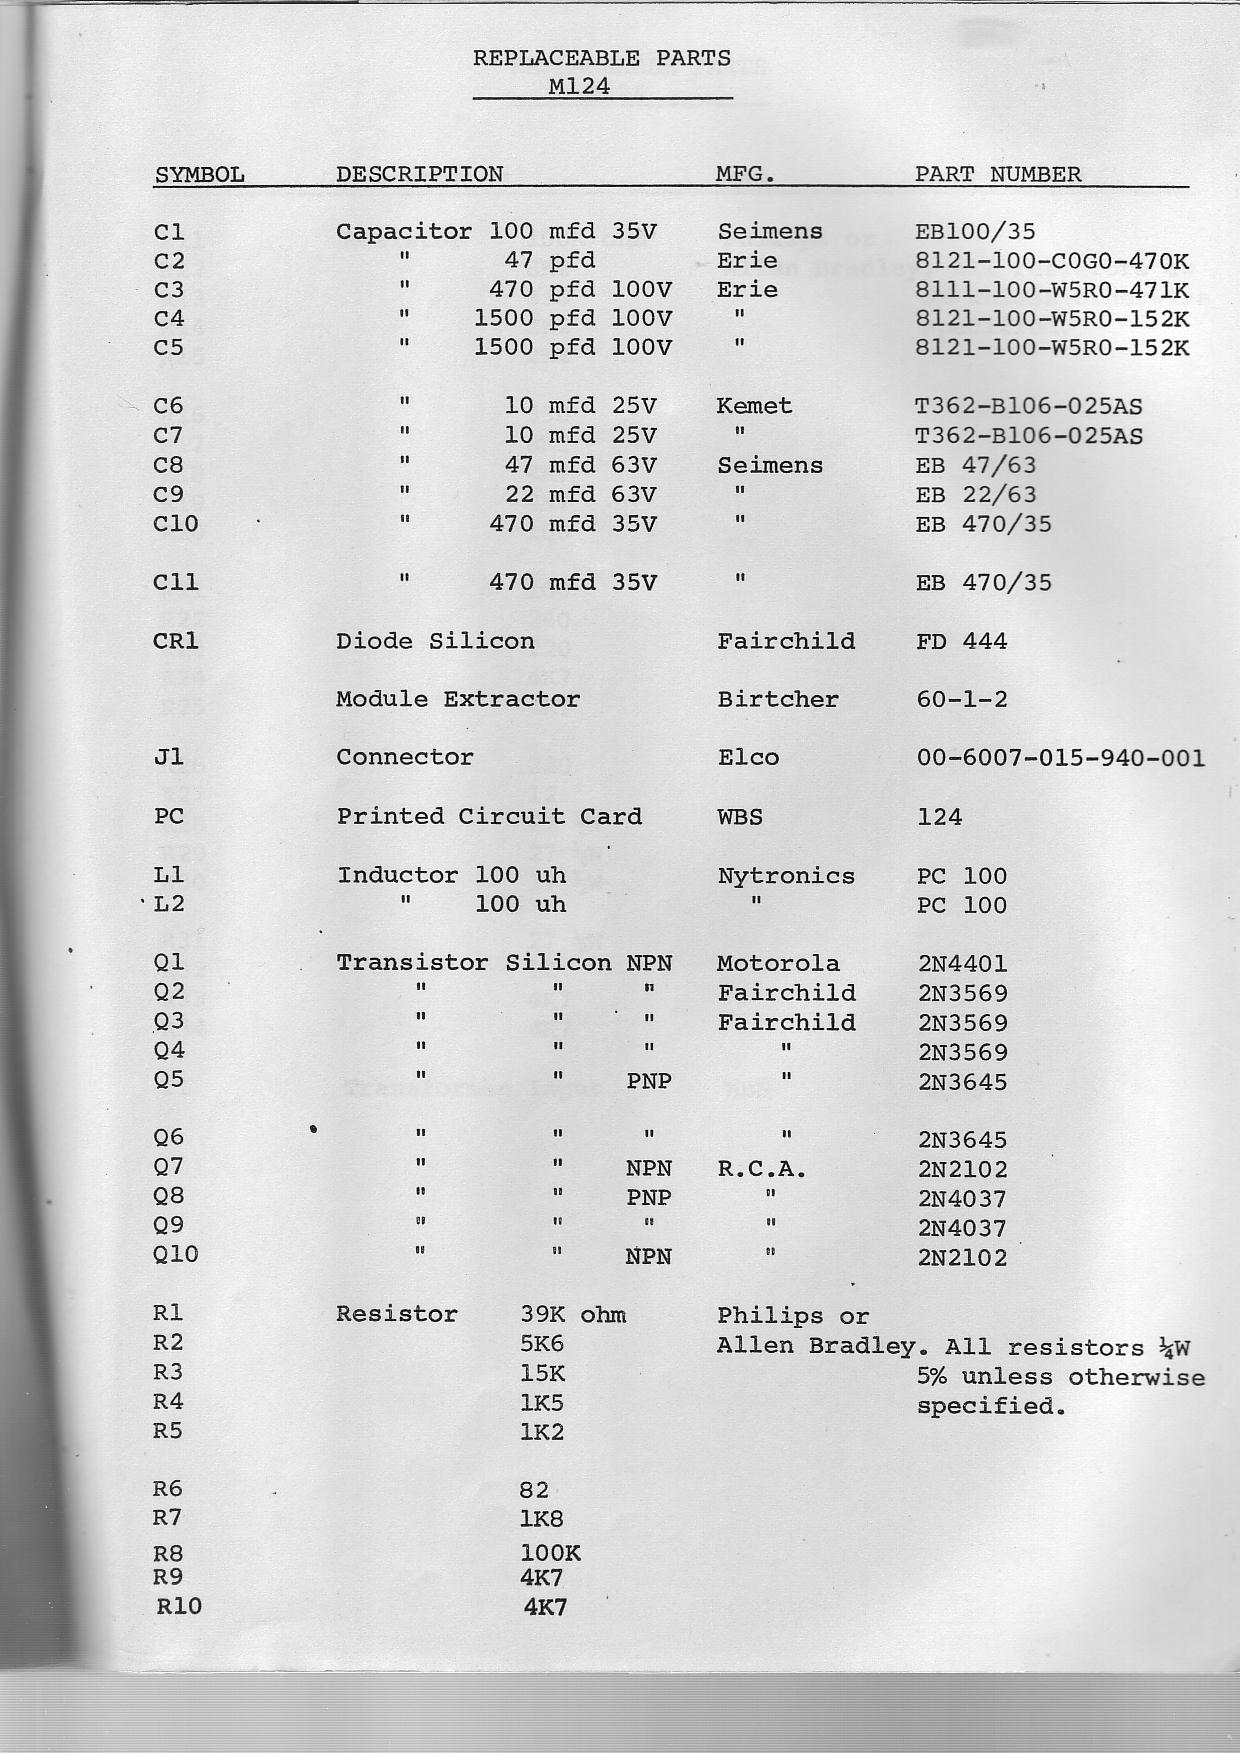 REPLACEABLE PARTS
M124
SYMBOL DESCRIPTION MFG. PART NUMBER
C1 Capacitor 100 mfd 35V Seimens EB100/35
C2 " 47 pfd Erie 8121-100-C0G0-470K
C3 " 470 pfd 100V Erie 8111-100-W5R0-471K
C4 " 1500 pfd 100V " 8121-100-W5R0-152K
C5 " 1500 pfd 100V " 8121-100-W5R0-152K
C6 " 10 mfd 25V Kemet T362-B106-025AS
C7 " 10 mfd 25V " T362-B106-025AS
C8 " 47 mfd 63V Seimens EB 47/63
C9 " 22 mfd 63V " EB 22/63
C10 " 470 mfd 35V " EB 470/35
C11 " 470 mfd 35V " EB 470/35
CR1 Diode Silicon Fairchild FD 444
Module Extractor Birtcher 60-1-2
J1 Connector Elco 00-6007-015-940-001
PC Printed Circuit Card WBS 124
L1 Inductor 100 uh Nytronics PC 100
L2 " 100 uh " PC 100
Q1 Transistor Silicon NPN Motorola 2N4401
Q2 " " " Fairchild 2N3569
Q3 " " " Fairchild 2N3569
Q4 " " " " 2N3569
Q5 " " PNP " 2N3645
Q6 " " " " 2N3645
Q7 " " NPN R.C.A. 2N2102
Q8 " " PNP " 2N4037
Q9 " " " " 2N4037
Q10 " " NPN " 2N2102
R1 Resistor 39K ohm Philips or
R2 5K6 Allen Bradley. All resistors ¼W
R3 15K 5% unless otherwise
R4 1K5 specified.
R5 1K2
R6 82
R7 1K8
R8 100K
R9 4K7
R10 4K7